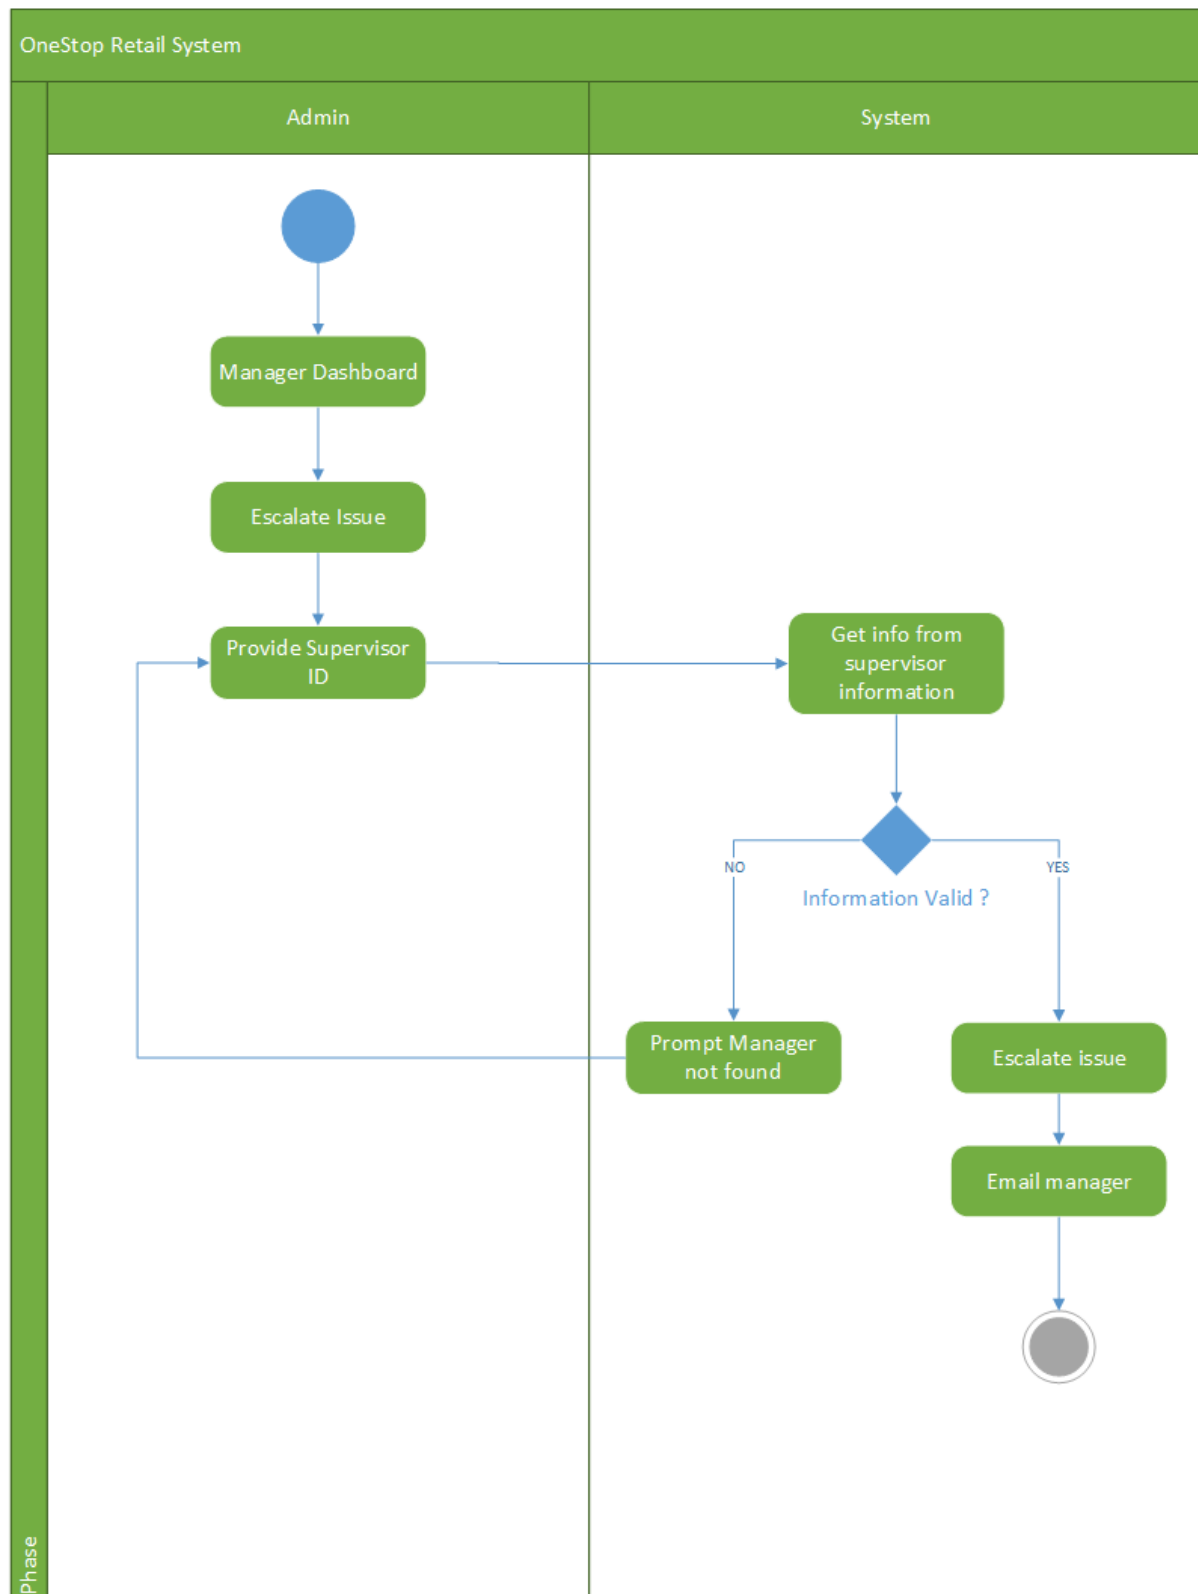 OneStop Retail System
Admin
System
Manager Dashboard
Escalate Issue
Provide Supervisor
ID
Get info from
supervisor
information
NO
YES
Information Valid ?
Prompt Manager
not found
Escalate issue
Email manager
Phase